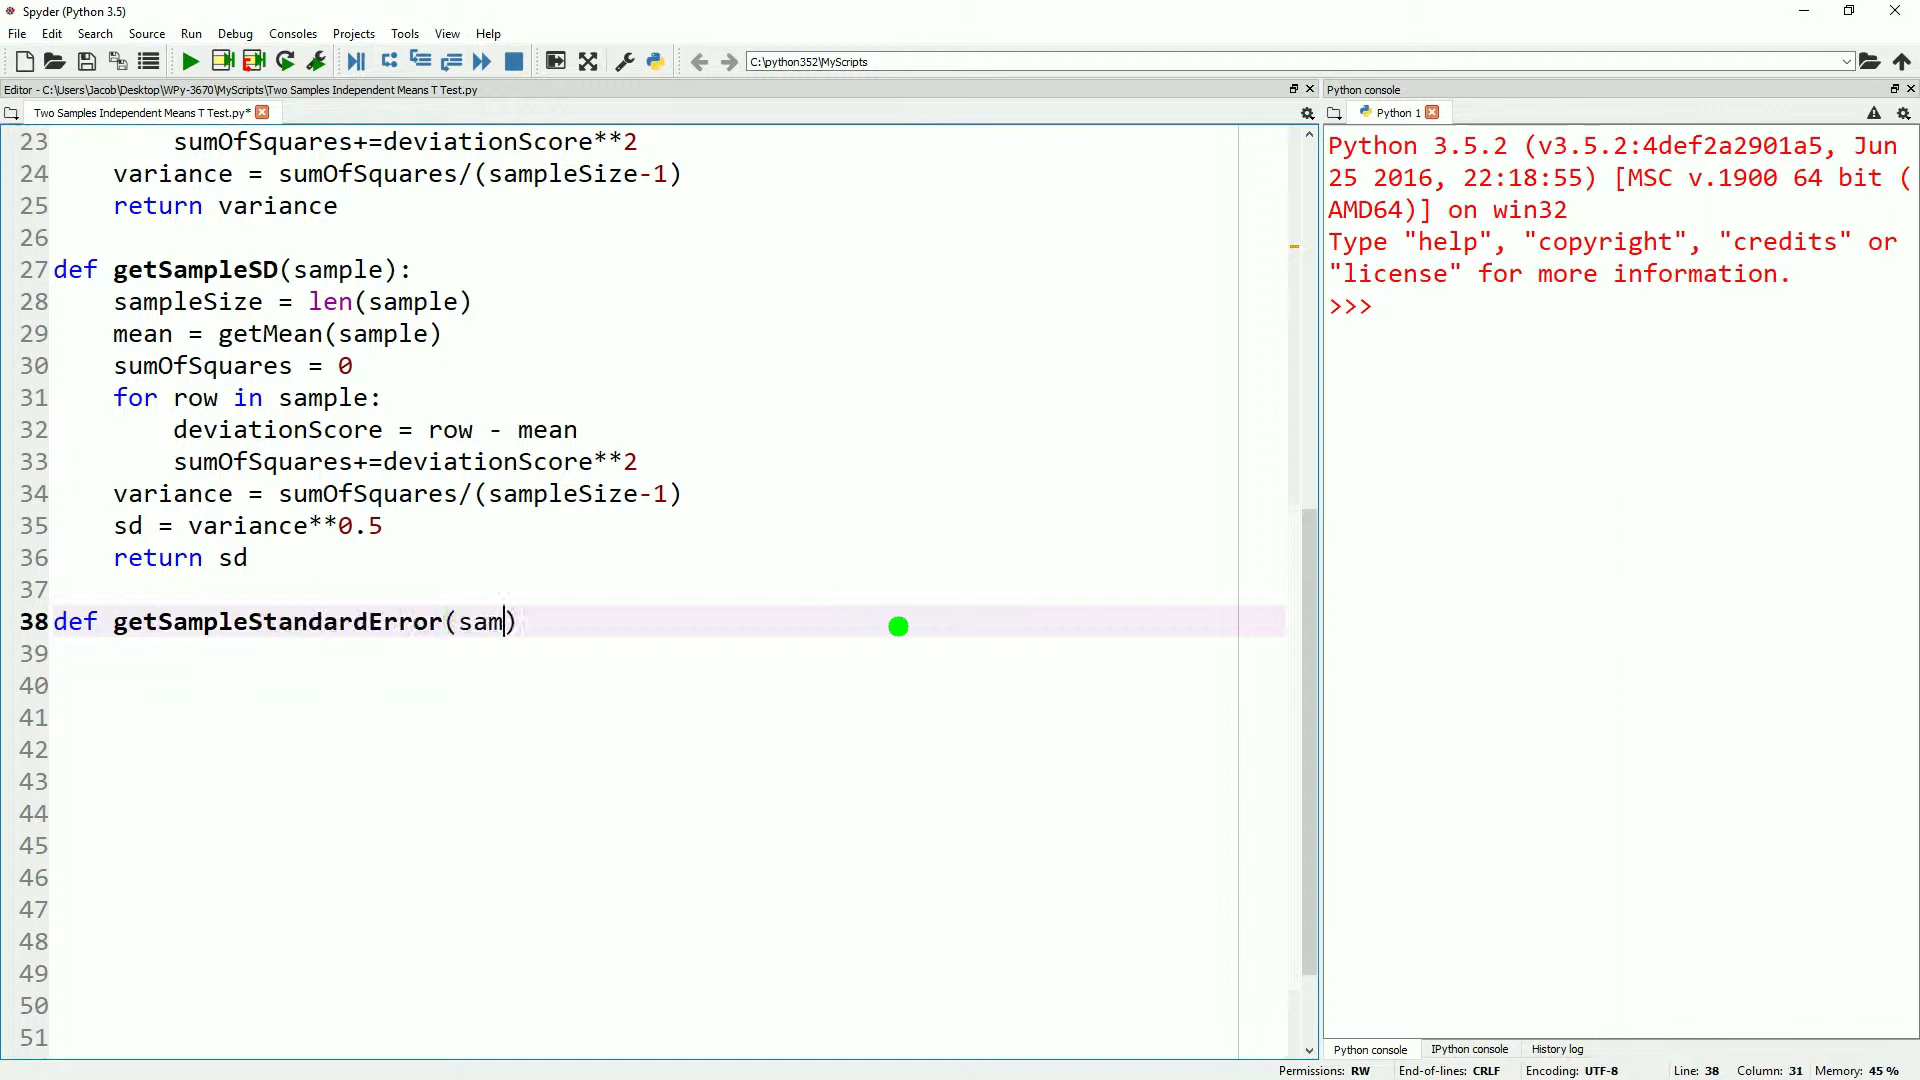 Spyder (Python 3.5)
File Edit Search Source Run Debug Consoles Projects Tools View Help
C:\python352\MyScripts
Editor - C:\Users\Jacob\Desktop\WPy-3670\MyScripts\Two Samples Independent Means T Test.py
Python console
Two Samples Independent Means T Test.py*
Python 1
23 sumOfSquares+=deviationScore**2
24 variance = sumOfSquares/(sampleSize-1)
25 return variance
26
27 def getSampleSD(sample):
28 sampleSize = len(sample)
29 mean = getMean(sample)
30 sumOfSquares = 0
31 for row in sample:
32 deviationScore = row - mean
33 sumOfSquares+=deviationScore**2
34 variance = sumOfSquares/(sampleSize-1)
35 sd = variance**0.5
36 return sd
37
38 def getSampleStandardError(sam)
39
40
41
42
43
44
45
46
47
48
49
50
51
Python 3.5.2 (v3.5.2:4def2a2901a5, Jun
25 2016, 22:18:55) [MSC v.1900 64 bit (
AMD64)] on win32
Type "help", "copyright", "credits" or
"license" for more information.
>>>
Python console IPython console History log
Permissions: RW End-of-lines: CRLF Encoding: UTF-8 Line: 38 Column: 31 Memory: 45 %